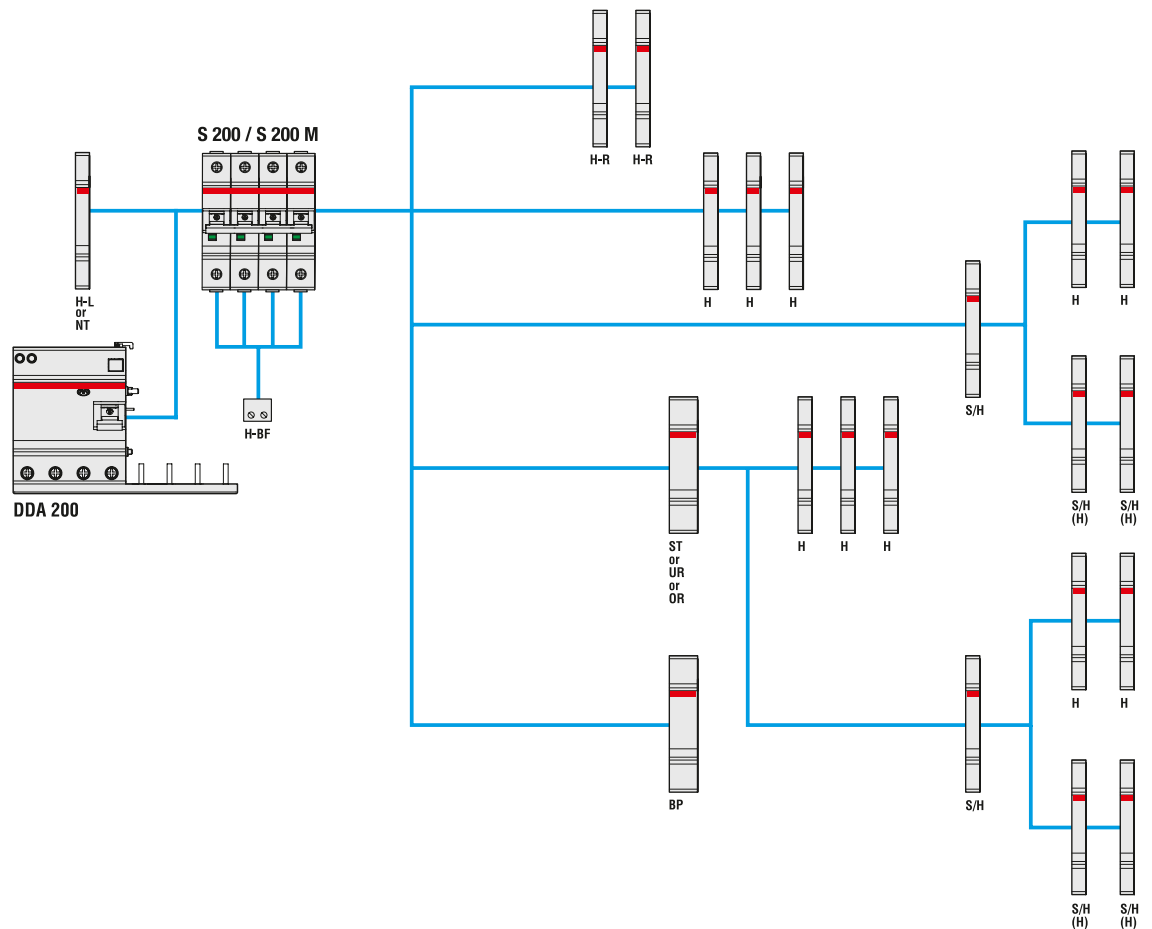 S 200 / S 200 M
H-R
H-R
H-L
or
NT
H
H
H
H
H
S/H
H-BF
DDA 200
ST
or
UR
or
OR
H
H
H
S/H
(H)
S/H
(H)
BP
S/H
H
H
S/H
(H)
S/H
(H)